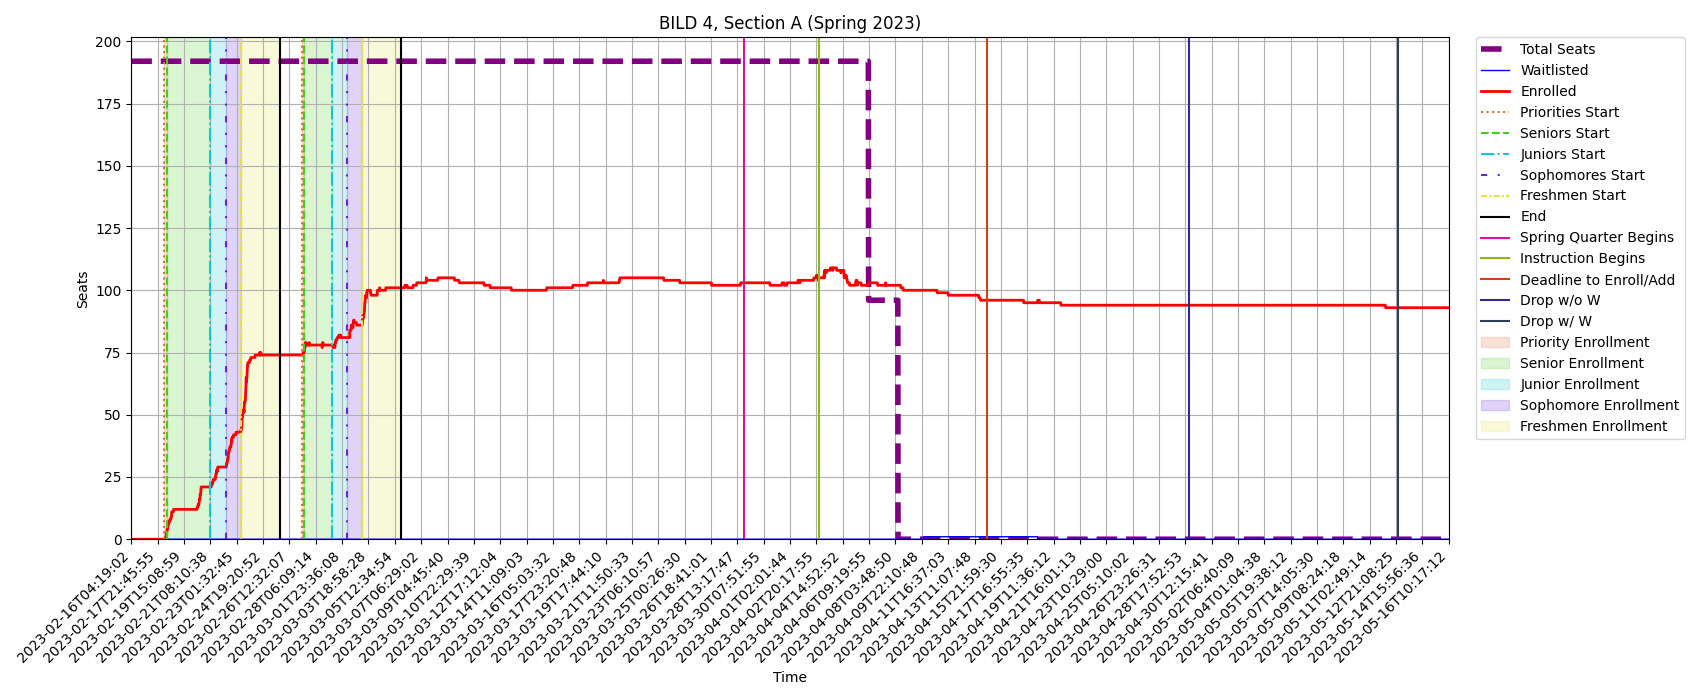 BILD 4, Section A (Spring 2023)
Seats
200
175
150
125
100
75
50
25
0
2023-02-16T04:19:02
2023-02-17T21:45:55
2023-02-19T15:08:59
2023-02-21T08:10:38
2023-02-23T01:32:45
2023-02-24T19:20:52
2023-02-26T12:32:07
2023-02-28T06:09:14
2023-03-01T23:36:08
2023-03-03T18:58:28
2023-03-05T12:34:54
2023-03-07T06:29:02
2023-03-09T04:45:40
2023-03-10T22:29:39
2023-03-12T17:12:04
2023-03-14T11:09:03
2023-03-16T05:03:32
2023-03-17T23:20:48
2023-03-19T17:44:10
2023-03-21T11:50:33
2023-03-23T06:10:57
2023-03-25T00:26:30
2023-03-26T18:41:01
2023-03-28T13:17:47
2023-03-30T07:51:55
2023-04-01T02:01:44
2023-04-02T20:17:55
2023-04-04T14:52:52
2023-04-06T09:19:55
2023-04-08T03:48:50
2023-04-09T22:10:48
2023-04-11T16:37:03
2023-04-13T11:07:48
2023-04-15T21:59:30
2023-04-17T16:55:35
2023-04-19T11:36:12
2023-04-21T16:01:13
2023-04-23T10:29:00
2023-04-25T05:10:02
2023-04-26T23:26:31
2023-04-28T17:52:53
2023-04-30T12:15:41
2023-05-02T06:40:09
2023-05-04T01:04:38
2023-05-05T19:38:12
2023-05-07T14:05:30
2023-05-09T08:24:18
2023-05-11T02:49:14
2023-05-12T21:08:25
2023-05-14T15:56:36
2023-05-16T10:17:12
Time
Total Seats
Waitlisted
Enrolled
Priorities Start
Seniors Start
Juniors Start
Sophomores Start
Freshmen Start
End
Spring Quarter Begins
Instruction Begins
Deadline to Enroll/Add
Drop w/o W
Drop w/ W
Priority Enrollment
Senior Enrollment
Junior Enrollment
Sophomore Enrollment
Freshmen Enrollment